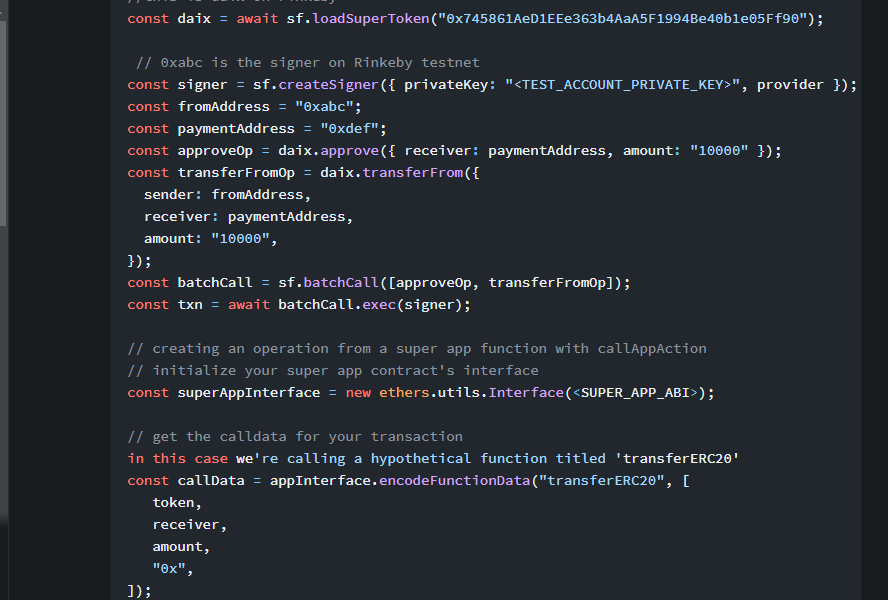 const daix = await sf.loadSuperToken("0x745861AeD1EEe363b4AaA5F1994Be40b1e05Ff90");
// 0xabc is the signer on Rinkeby testnet
const signer = sf.createSigner({ privateKey: "<TEST_ACCOUNT_PRIVATE_KEY>", provider });
const fromAddress = "0xabc";
const paymentAddress = "0xdef";
const approveOp = daix.approve({ receiver: paymentAddress, amount: "10000" });
const transferFromOp = daix.transferFrom({
sender: fromAddress,
receiver: paymentAddress,
amount: "10000",
});
const batchCall = sf.batchCall([approveOp, transferFromOp]);
const txn = await batchCall.exec(signer);
// creating an operation from a super app function with callAppAction
// initialize your super app contract's interface
const superAppInterface = new ethers.utils.Interface(<SUPER_APP_ABI>);
// get the calldata for your transaction
in this case we're calling a hypothetical function titled 'transferERC20'
const callData = appInterface.encodeFunctionData("transferERC20", [
token,
receiver,
amount,
"0x",
]);